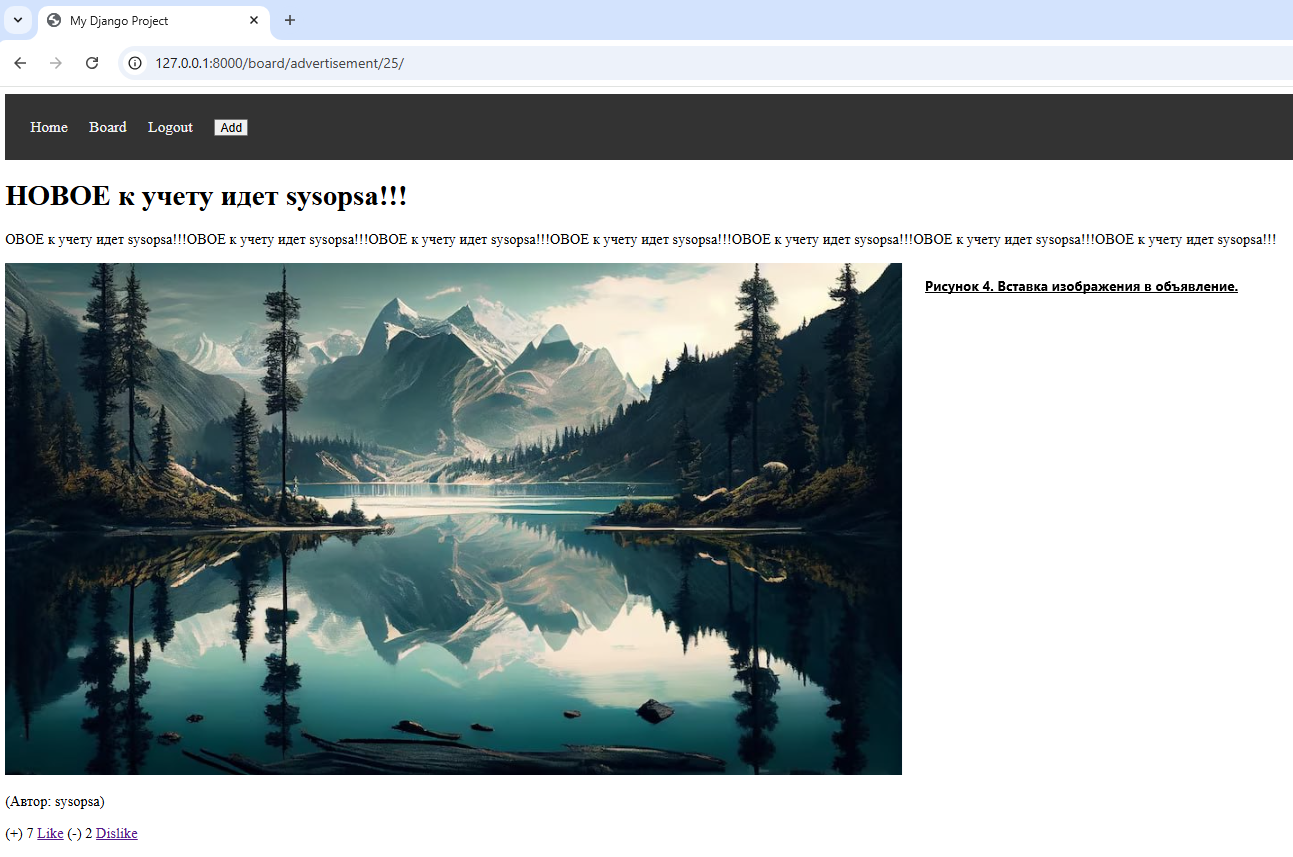 My Django Project
127.0.0.1:8000/board/advertisement/25/
Home Board Logout Add
НОВОЕ к учету идет sysopsa!!!
ОВОЕ к учету идет sysopsa!!!ОВОЕ к учету идет sysopsa!!!ОВОЕ к учету идет sysopsa!!!ОВОЕ к учету идет sysopsa!!!ОВОЕ к учету идет sysopsa!!!ОВОЕ к учету идет sysopsa!!!ОВОЕ к учету идет sysopsa!!!
Рисунок 4. Вставка изображения в объявление.
(Автор: sysopsa)
(+) 7 Like (-) 2 Dislike